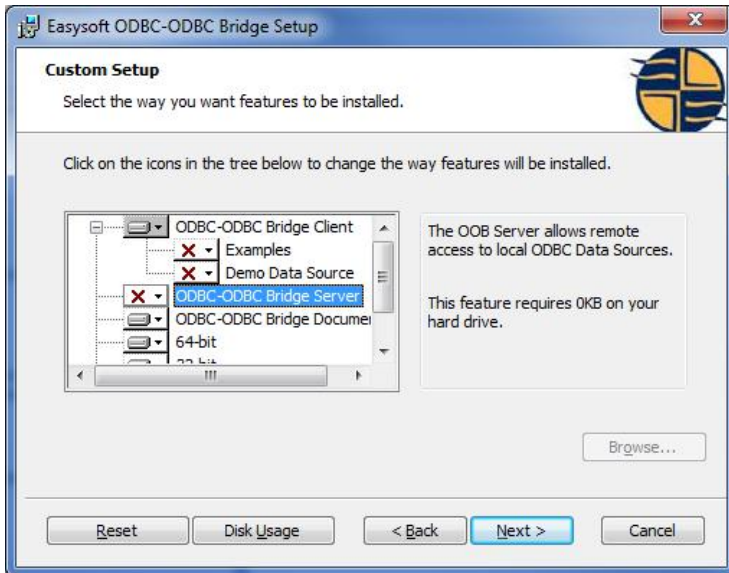 Easysoft ODBC-ODBC Bridge Setup
Custom Setup
Select the way you want features to be installed.
Click on the icons in the tree below to change the way features will be installed.
ODBC-ODBC Bridge Client
Examples
Demo Data Source
ODBC-ODBC Bridge Server
ODBC-ODBC Bridge Documen
64-bit
The OOB Server allows remote
access to local ODBC Data Sources.
This feature requires 0KB on your
hard drive.
Browse...
Reset
Disk Usage
< Back
Next >
Cancel